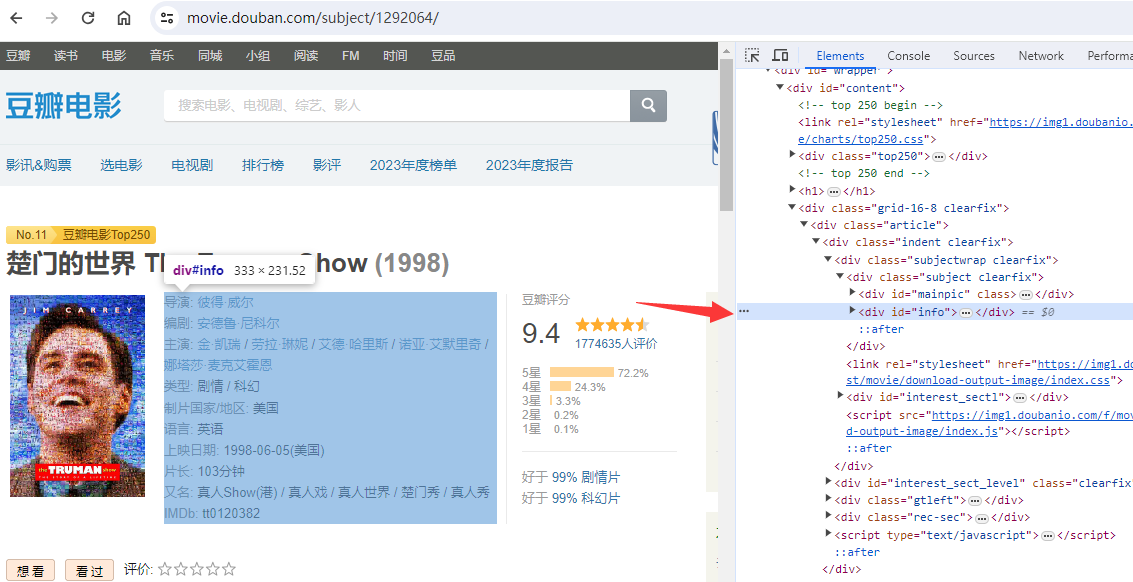 movie.douban.com/subject/1292064/
豆瓣 读书 电影 音乐 同城 小组 阅读 FM 时间 豆品
豆瓣电影
搜索电影、电视剧、综艺、影人
影讯&购票 选电影 电视剧 排行榜 影评 2023年度榜单 2023年度报告
No.11 豆瓣电影Top250
楚门的世界 Th Show (1998)
div#info 333 × 231.52
JIM CARREY
the TRUMAN show
导演: 彼得·威尔
编剧: 安德鲁·尼科尔
主演: 金·凯瑞 / 劳拉·琳妮 / 艾德·哈里斯 / 诺亚·艾默里奇 /
娜塔莎·麦克艾霍恩
类型: 剧情 / 科幻
制片国家/地区: 美国
语言: 英语
上映日期: 1998-06-05(美国)
片长: 103分钟
又名: 真人Show(港) / 真人戏 / 真人世界 / 楚门秀 / 真人秀
IMDb: tt0120382
豆瓣评分
9.4
1774635人评价
5星 72.2%
4星 24.3%
3星 3.3%
2星 0.2%
1星 0.1%
好于 99% 剧情片
好于 99% 科幻片
想看 看过 评价:
Elements Console Sources Network Performa
<div id="wrapper">
<div id="content">
<!-- top 250 begin -->
<link rel="stylesheet" href="https://img1.doubanio.
e/charts/top250.css">
<div class="top250">…</div>
<!-- top 250 end -->
<h1>…</h1>
<div class="grid-16-8 clearfix">
<div class="article">
<div class="indent clearfix">
<div class="subjectwrap clearfix">
<div class="subject clearfix">
<div id="mainpic" class>…</div>
… <div id="info">…</div> == $0
::after
</div>
<link rel="stylesheet" href="https://img1.doubanio.
st/movie/download-output-image/index.css">
<div id="interest_sectl">…</div>
<script src="https://img1.doubanio.com/f/mov
d-output-image/index.js"></script>
::after
</div>
<div id="interest_sect_level" class="clearfix
<div class="gtleft">…</div>
<div class="rec-sec">…</div>
<script type="text/javascript">…</script>
::after
</div>